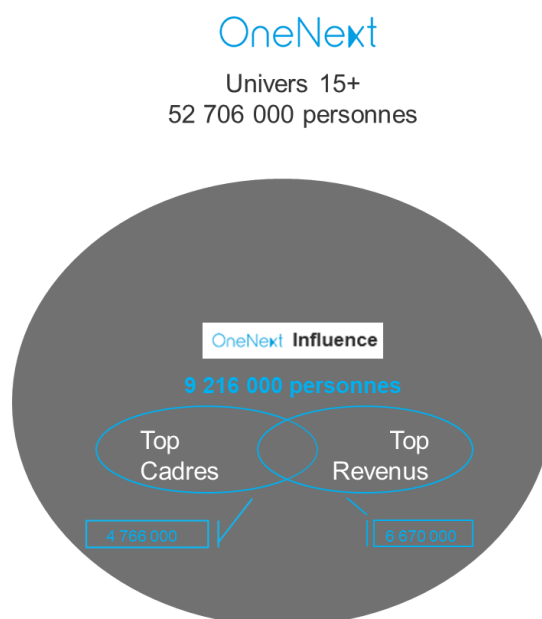 OneNext
Univers 15+
52 706 000 personnes
OneNext Influence
9 216 000 personnes
Top
Cadres
Top
Revenus
4 766 000
6 670 000